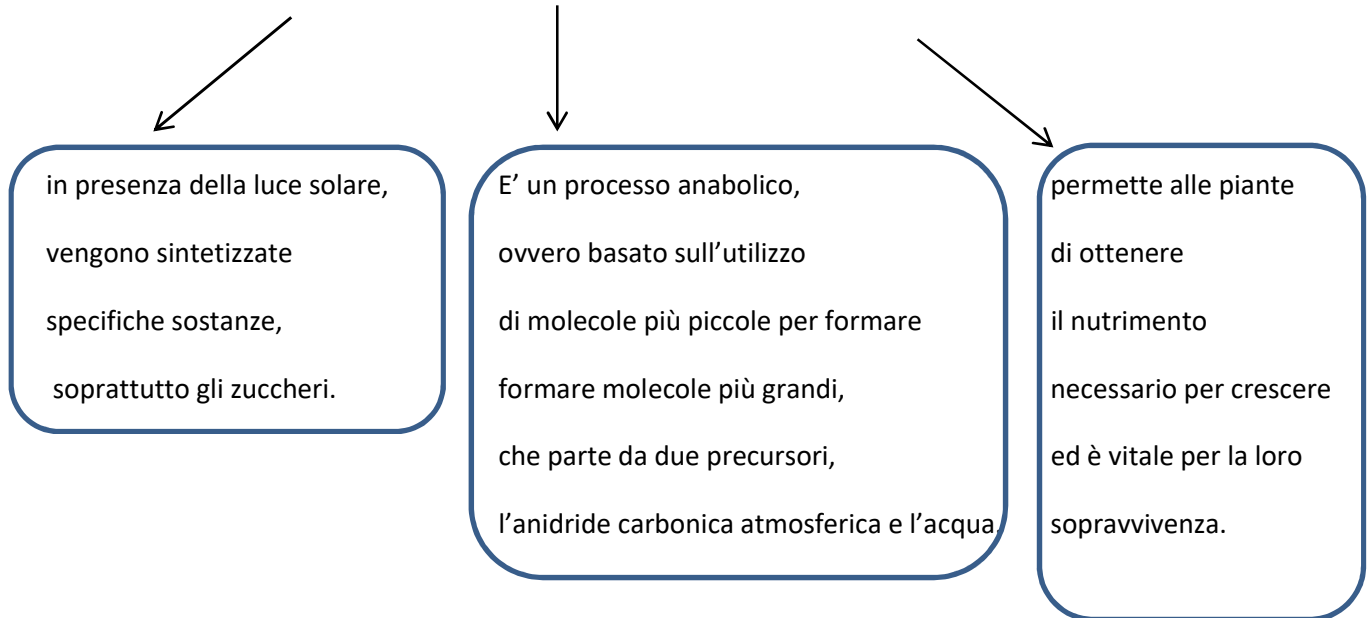 in presenza della luce solare,
vengono sintetizzate
specifiche sostanze,
soprattutto gli zuccheri.
E’ un processo anabolico,
ovvero basato sull’utilizzo
di molecole più piccole per formare
formare molecole più grandi,
che parte da due precursori,
l’anidride carbonica atmosferica e l’acqua.
permette alle piante
di ottenere
il nutrimento
necessario per crescere
ed è vitale per la loro
sopravvivenza.